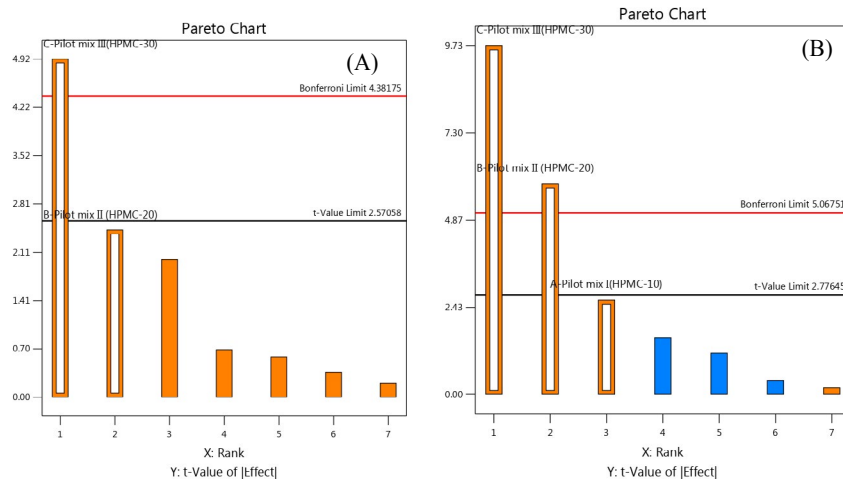 Pareto Chart
(A)
C-Pilot mix III(HPMC-30)
4.92
Bonferroni Limit 4.38175
4.22
3.52
2.81
B-Pilot mix II (HPMC-20)
t-Value Limit 2.57058
2.11
1.41
0.70
0.00
1 2 3 4 5 6 7
X: Rank
Y: t-Value of |Effect|
Pareto Chart
(B)
C-Pilot mix III(HPMC-30)
9.73
7.30
B-Pilot mix II (HPMC-20)
Bonferroni Limit 5.06751
4.87
A-Pilot mix I(HPMC-10)
t-Value Limit 2.77645
2.43
0.00
1 2 3 4 5 6 7
X: Rank
Y: t-Value of |Effect|